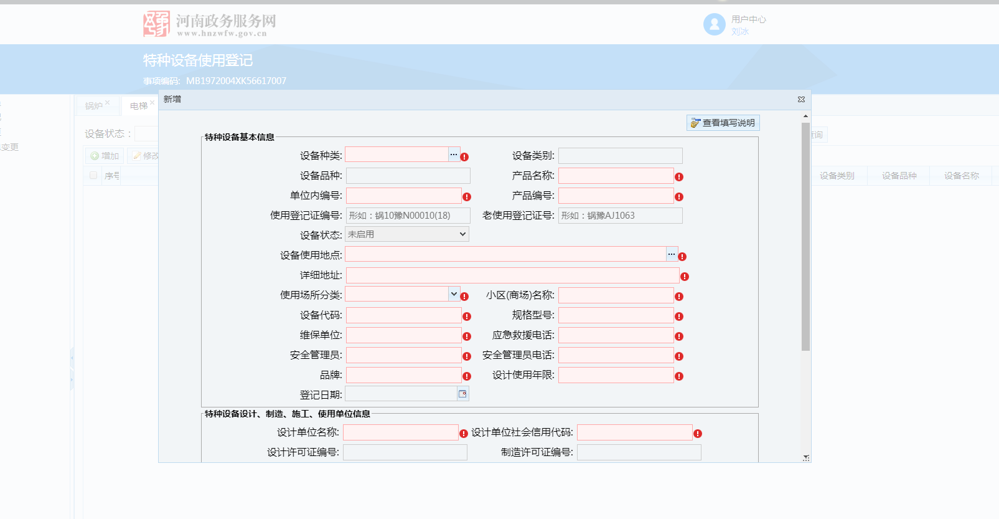 河南政务服务网
www.hnzwfw.gov.cn
用户中心
刘冰
特种设备使用登记
事项编码: MB1972004XK56617007
锅炉
电梯
新增
查看填写说明
设备状态：
查询
变更
增加
修改
序号
设备类别 设备品种 设备名称
特种设备基本信息
设备种类: 设备类别:
设备品种: 产品名称:
单位内编号: 产品编号:
使用登记证编号: 形如：锅10豫N00010(18) 老使用登记证号: 形如：锅豫AJ1063
设备状态: 未启用
设备使用地点:
详细地址:
使用场所分类: 小区(商场)名称:
设备代码: 规格型号:
维保单位: 应急救援电话:
安全管理员: 安全管理员电话:
品牌: 设计使用年限:
登记日期:
特种设备设计、制造、施工、使用单位信息
设计单位名称: 设计单位社会信用代码:
设计许可证编号: 制造许可证编号: